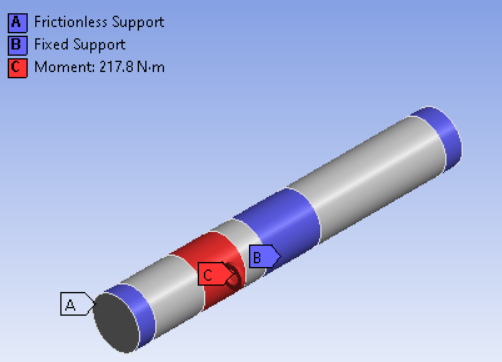 A Frictionless Support
B Fixed Support
C Moment: 217.8 N·m
B
C
A